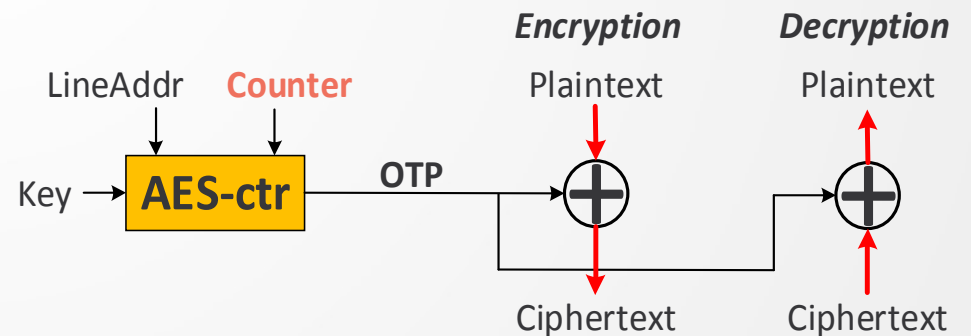 Encryption Decryption
LineAddr Counter Plaintext Plaintext
Key AES-ctr OTP
Ciphertext Ciphertext